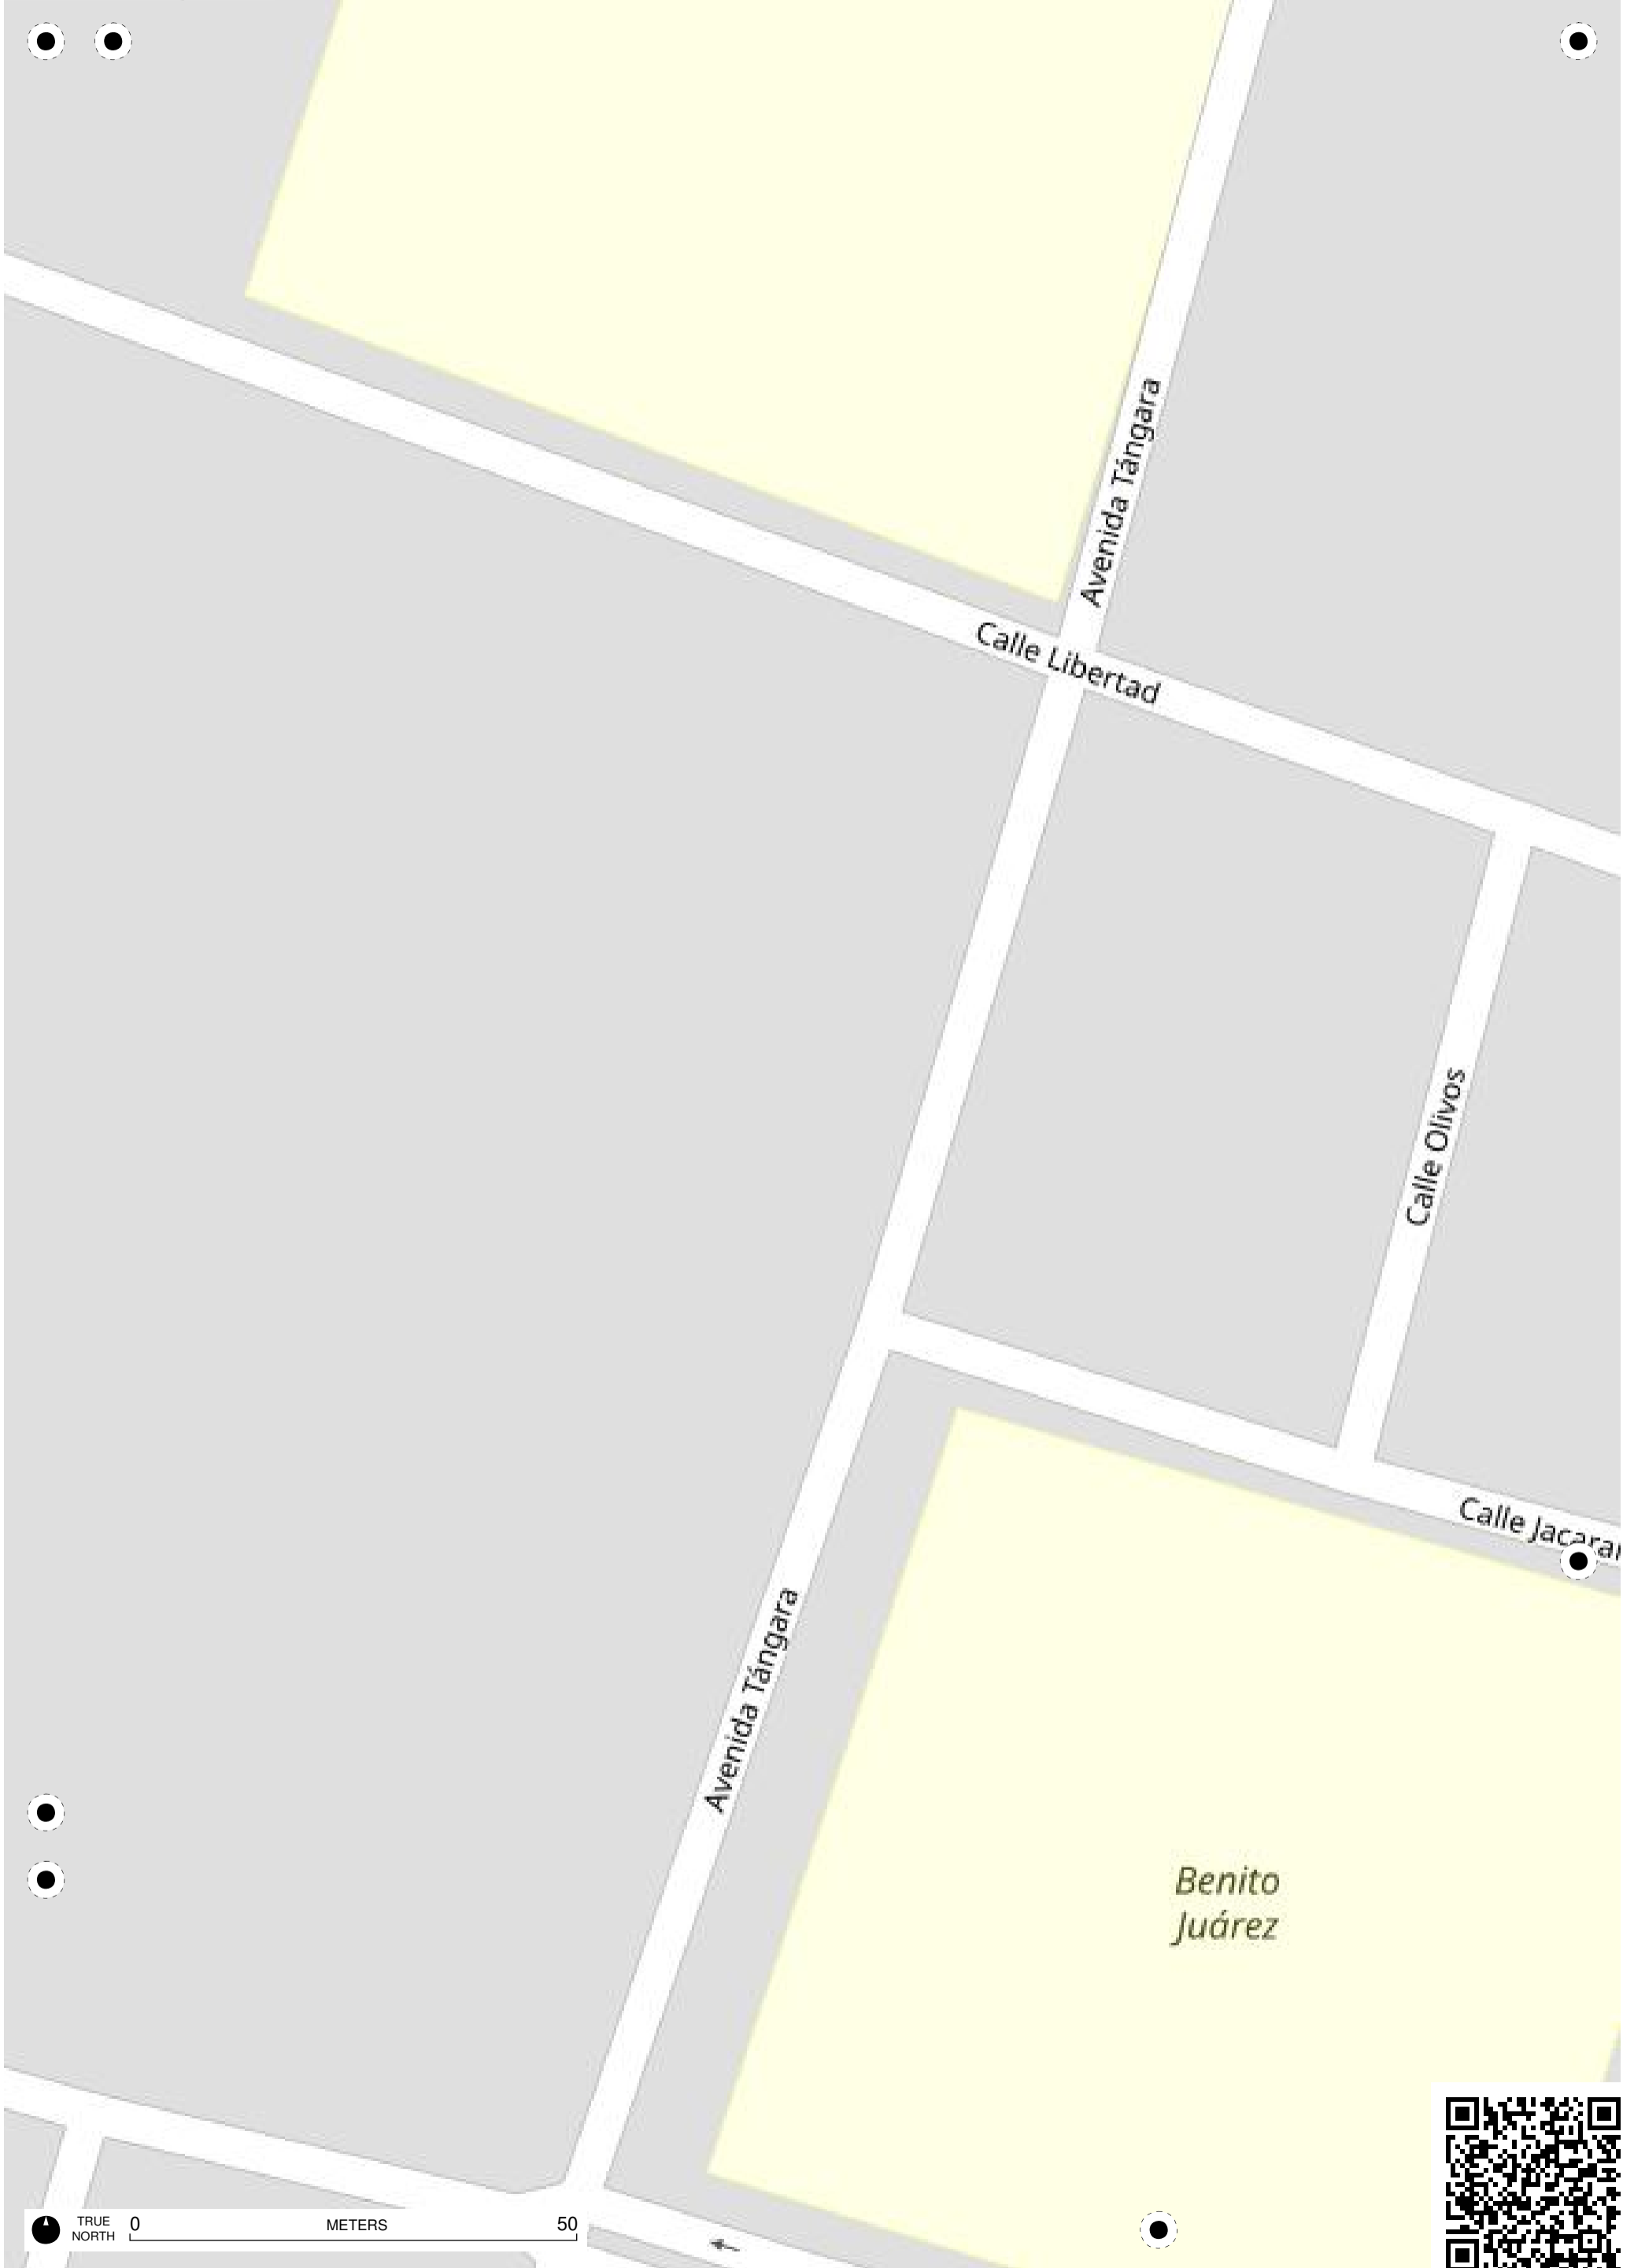 Avenida Tángara
Calle Libertad
Calle Olivos
Calle Jacara
Avenida Tángara
Benito
Juárez
TRUE
NORTH
0 METERS 50